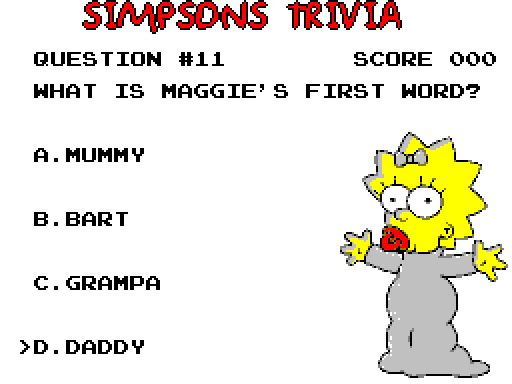 SIMPSONS TRIVIA
QUESTION #11 SCORE 000
WHAT IS MAGGIE'S FIRST WORD?
A.MUMMY
B.BART
C.GRAMPA
>D.DADDY